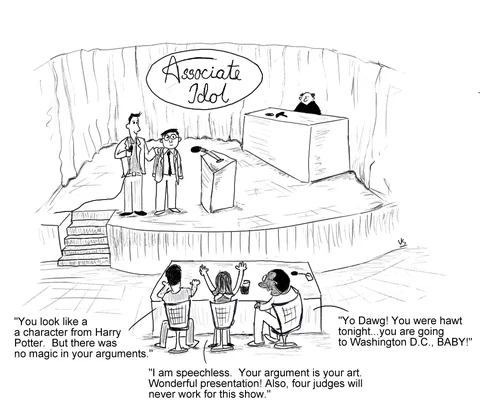 Associate
Idol
"You look like a
a character from Harry
Potter.  But there was
no magic in your arguments."
"I am speechless.  Your argument is your art.
Wonderful presentation! Also, four judges will
never work for this show."
"Yo Dawg! You were hawt
tonight...you are going
to Washington D.C., BABY!"